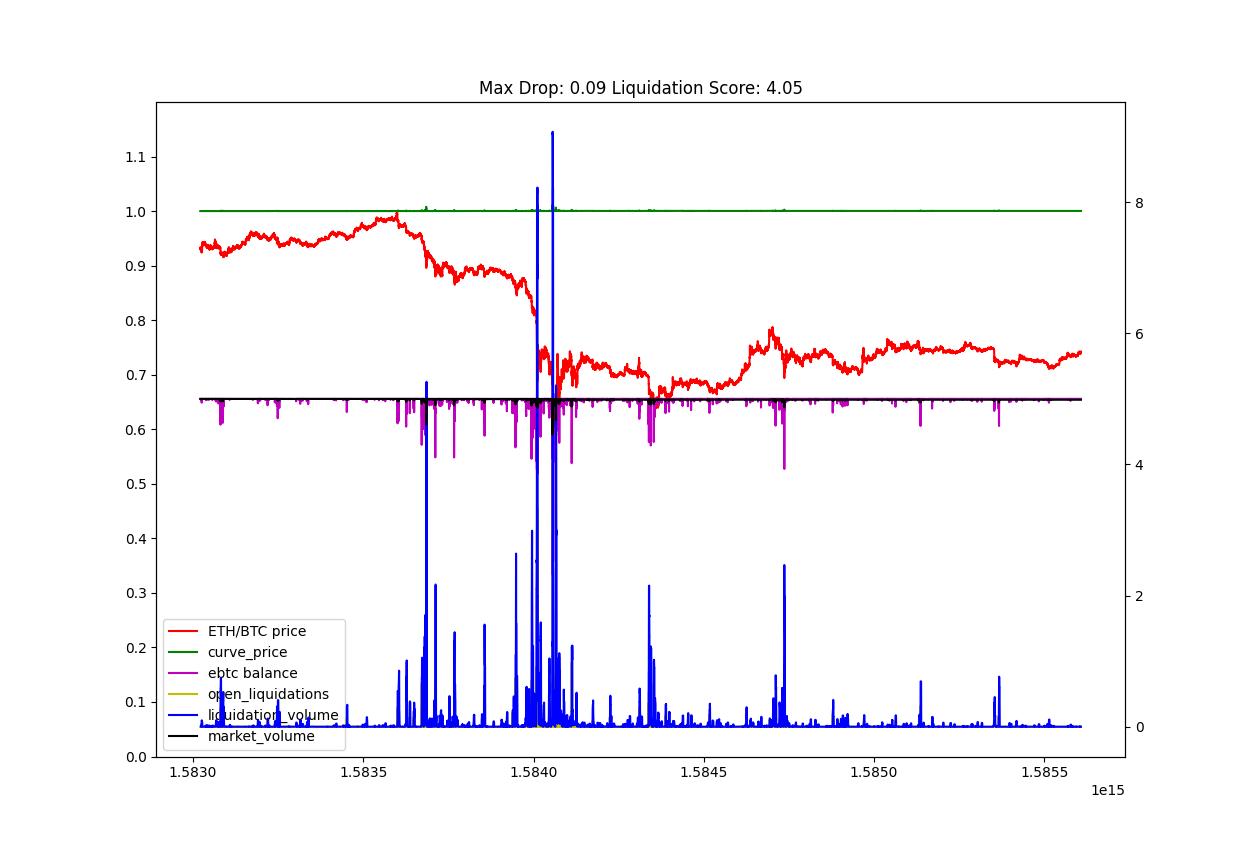 Max Drop: 0.09 Liquidation Score: 4.05
1.1
1.0
0.9
0.8
0.7
0.6
0.5
0.4
0.3
0.2
0.1
0.0
8
6
4
2
0
ETH/BTC price
curve_price
ebtc balance
open_liquidations
liquidation_volume
market_volume
1.5830 1.5835 1.5840 1.5845 1.5850 1.5855
1e15